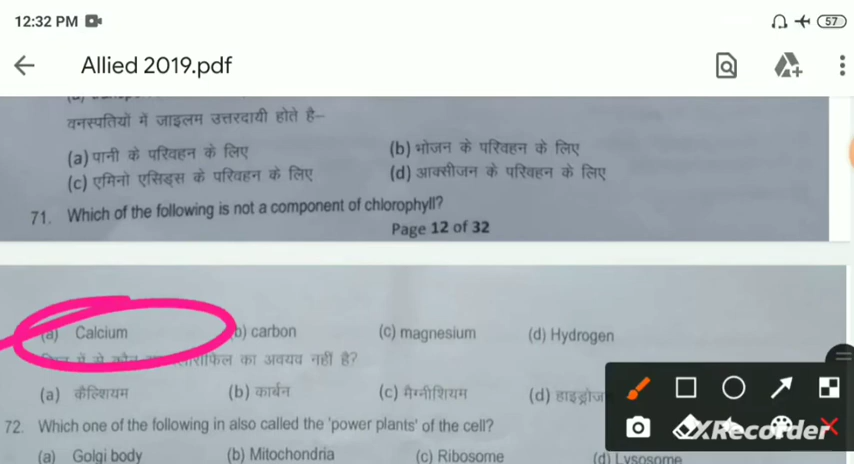 12:32 PM
57
Allied 2019.pdf
वनस्पतियों में जाइलम उत्तरदायी होते है–
(a) पानी के परिवहन के लिए (b) भोजन के परिवहन के लिए
(c) एमिनो एसिड्स के परिवहन के लिए (d) आक्सीजन के परिवहन के लिए
71. Which of the following is not a component of chlorophyll?
Page 12 of 32
(a) Calcium b) carbon (c) magnesium (d) Hydrogen
में से कौन का अवयव नहीं है?
(a) कैल्शियम (b) कार्बन (c) मैग्नीशियम (d)
72. Which one of the following in also called the 'power plants' of the cell?
XRecorder
(a) Golgi body (b) Mitochondria (c) Ribosome (d) Lysosome